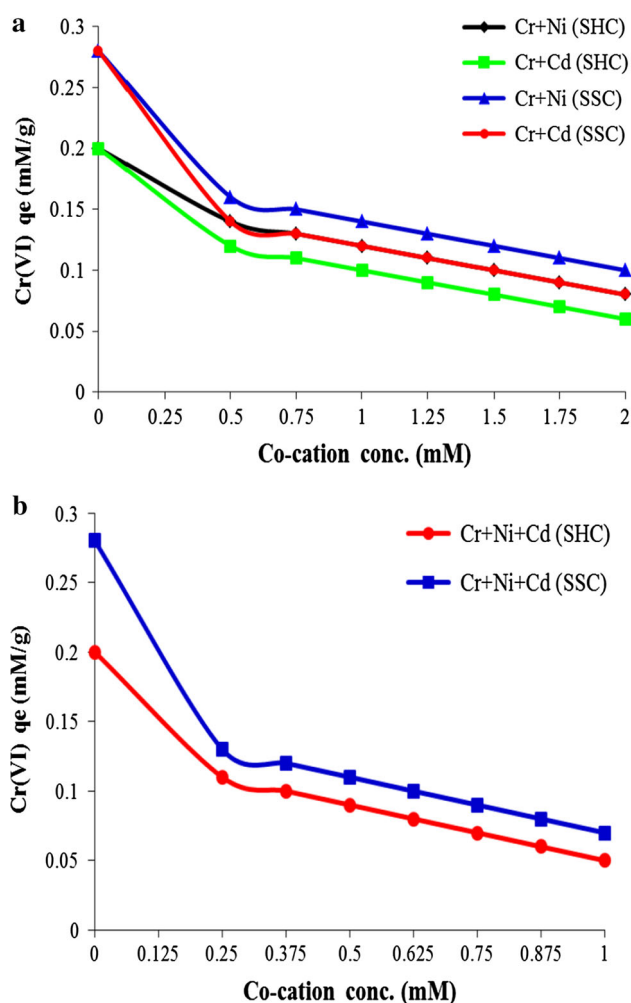 a
Cr(VI) qe (mM/g)
0.3
0.25
0.2
0.15
0.1
0.05
0
Cr+Ni (SHC)
Cr+Cd (SHC)
Cr+Ni (SSC)
Cr+Cd (SSC)
0 0.25 0.5 0.75 1 1.25 1.5 1.75 2
Co-cation conc. (mM)
b
Cr(VI) qe (mM/g)
0.3
0.25
0.2
0.15
0.1
0.05
0
Cr+Ni+Cd (SHC)
Cr+Ni+Cd (SSC)
0 0.125 0.25 0.375 0.5 0.625 0.75 0.875 1
Co-cation conc. (mM)